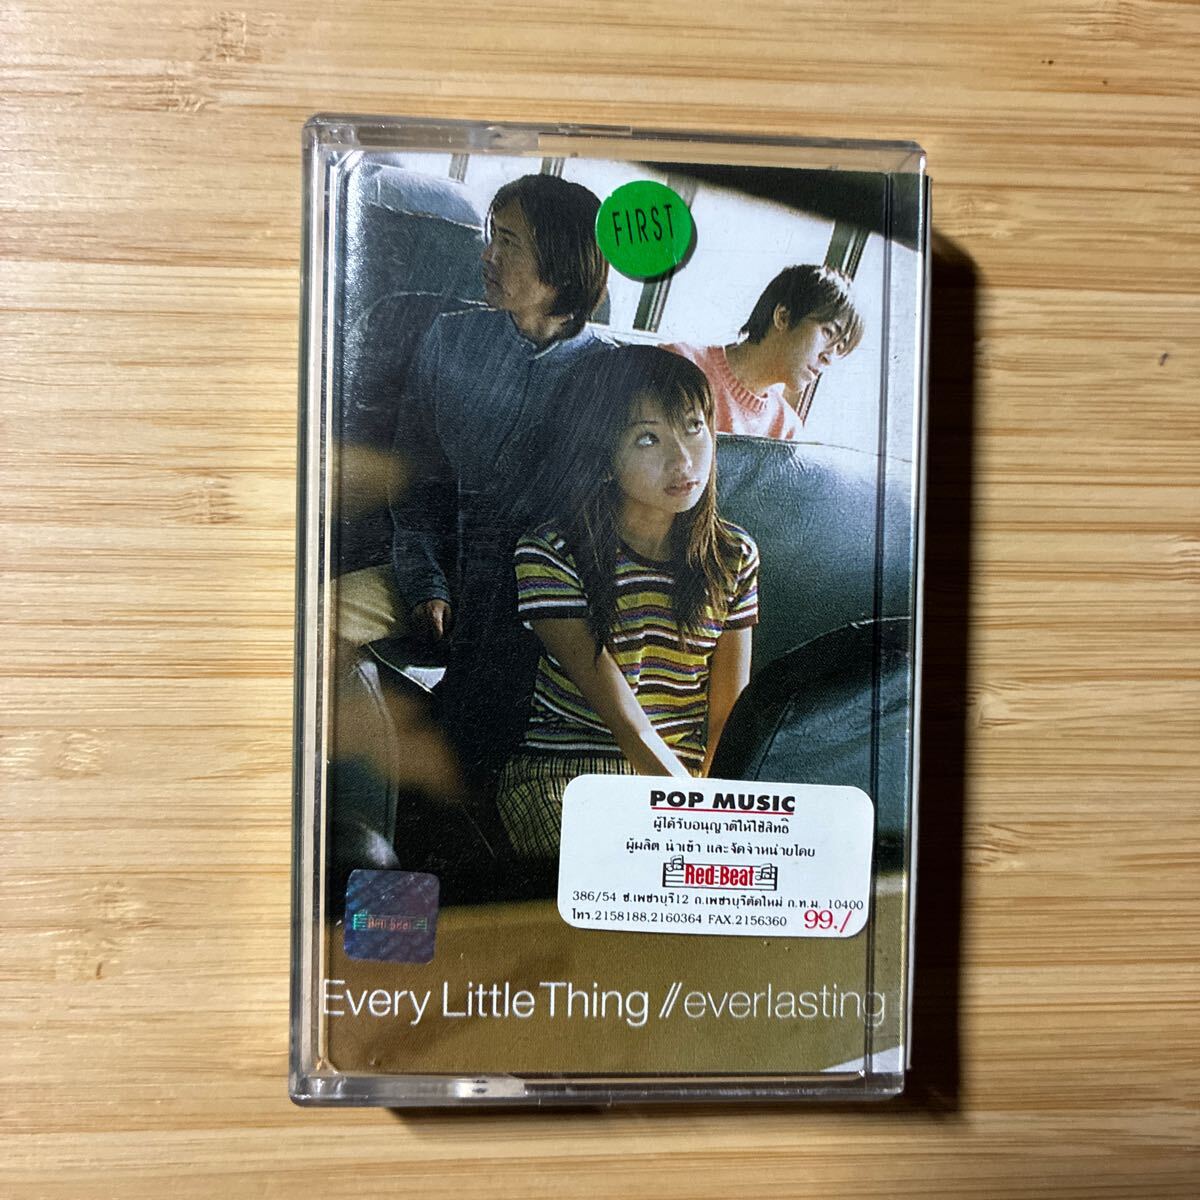 FIRST
POP MUSIC
ผู้ได้รับอนุญาติให้ใช้สิทธิ์
ผู้ผลิต นำเข้า และจัดจำหน่ายโดย
Red Beat
386/54 ซ.เพชรบุรี12 ถ.เพชรบุรีตัดใหม่ ก.ท.ม. 10400
โทร.2158188.2160364 FAX.2156360 99./
Red Beat
Every Little Thing // everlasting